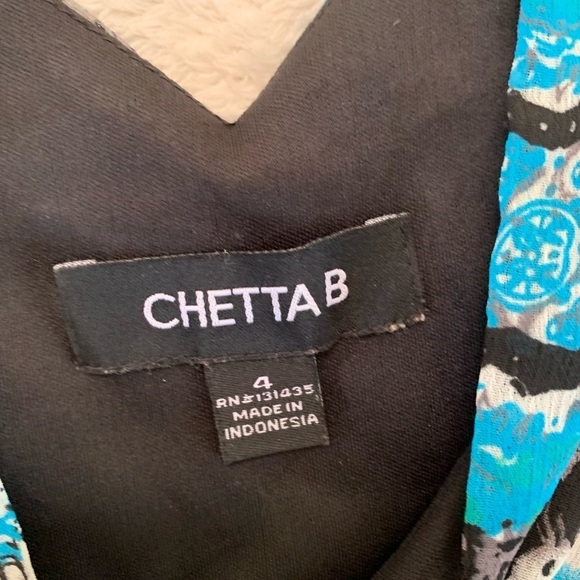 CHETTA B
4
RN#131435
MADE IN
INDONESIA